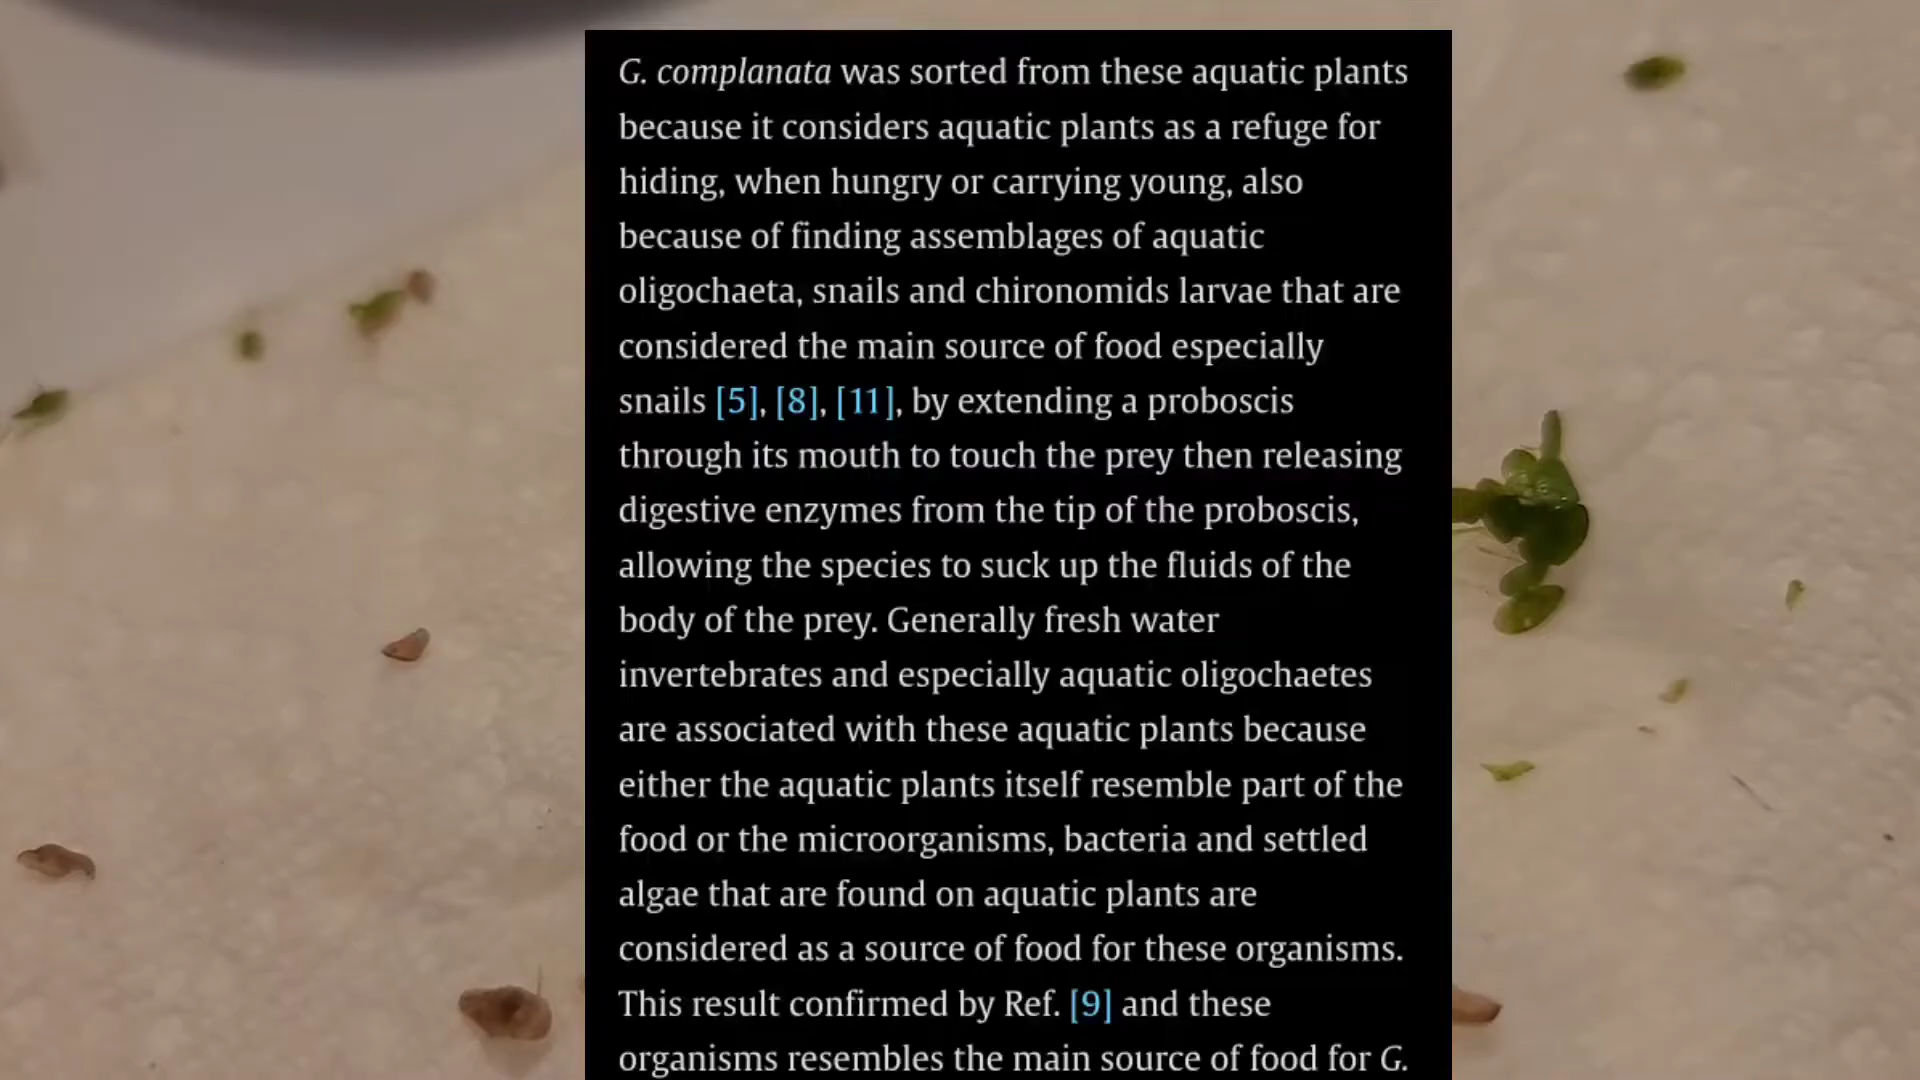 G. complanata was sorted from these aquatic plants
because it considers aquatic plants as a refuge for
hiding, when hungry or carrying young, also
because of finding assemblages of aquatic
oligochaeta, snails and chironomids larvae that are
considered the main source of food especially
snails [5], [8], [11], by extending a proboscis
through its mouth to touch the prey then releasing
digestive enzymes from the tip of the proboscis,
allowing the species to suck up the fluids of the
body of the prey. Generally fresh water
invertebrates and especially aquatic oligochaetes
are associated with these aquatic plants because
either the aquatic plants itself resemble part of the
food or the microorganisms, bacteria and settled
algae that are found on aquatic plants are
considered as a source of food for these organisms.
This result confirmed by Ref. [9] and these
organisms resembles the main source of food for G.